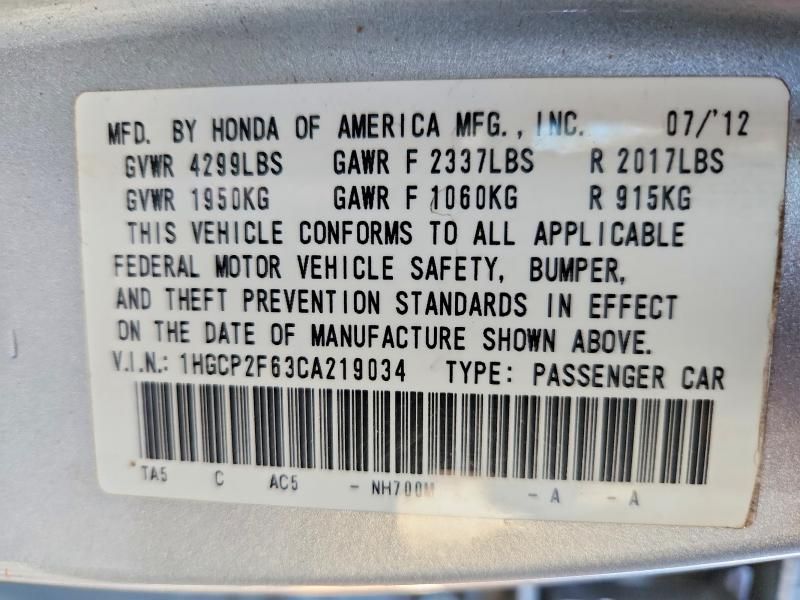 MFD. BY HONDA OF AMERICA MFG., INC. 07/'12
GVWR 4299LBS GAWR F 2337LBS R 2017LBS
GVWR 1950KG GAWR F 1060KG R 915KG
THIS VEHICLE CONFORMS TO ALL APPLICABLE
FEDERAL MOTOR VEHICLE SAFETY, BUMPER,
AND THEFT PREVENTION STANDARDS IN EFFECT
ON THE DATE OF MANUFACTURE SHOWN ABOVE.
V.I.N.: 1HGCP2F63CA219034 TYPE: PASSENGER CAR
TA5 C AC5 - NH700M - A - A